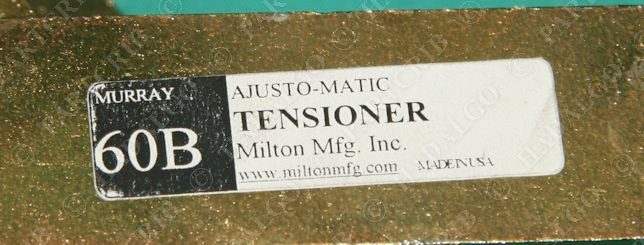 MURRAY
60B
AJUSTO-MATIC
TENSIONER
Milton Mfg. Inc.
www.miltonmfg.com MADE IN USA